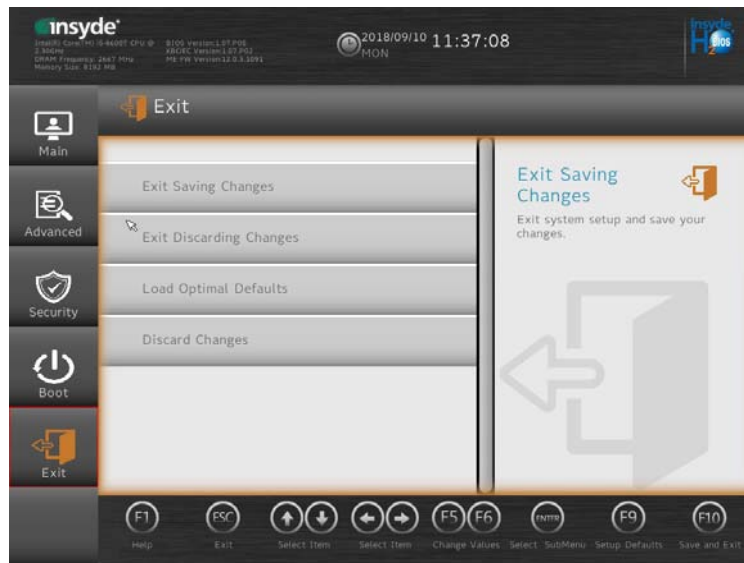 insyde
Intel(R) Core(TM) CPU @
2.90GHz
DRAM Frequency: 2667 MHz
Memory Size: 8192 MB
BIOS Version:1.07.P05
KBC/EC Version:1.07.P02
ME FW Version:12.0.3.1091
2018/09/10 11:37:08
MON
insyde
H2O
Bios
Exit
Main
Advanced
Security
Boot
Exit
Exit Saving Changes
Exit Discarding Changes
Load Optimal Defaults
Discard Changes
Exit Saving
Changes
Exit system setup and save your
changes.
F1
Help
ESC
Exit
Select Item
Select Item
F5 F6
Change Values
ENTER
Select SubMenu
F9
Setup Defaults
F10
Save and Exit